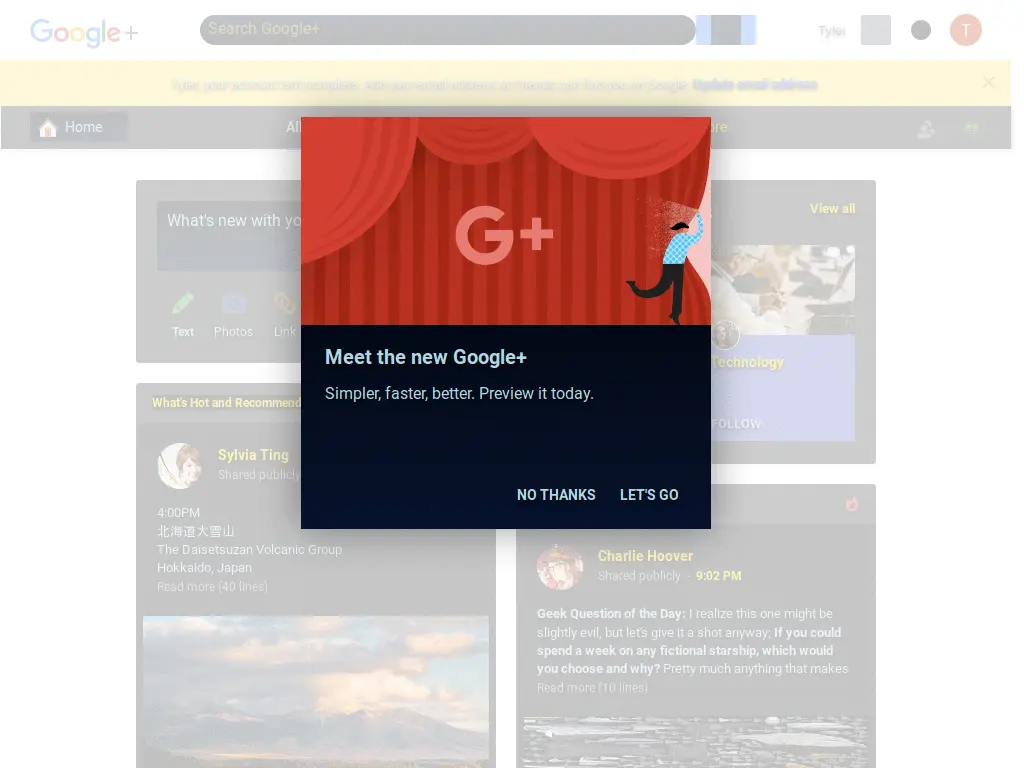 Google+
Search Google+
Tyler
T
Update email address
Home
All
ore
What's new with yo
Text
Photos
Link
View all
Technology
FOLLOW
G+
Meet the new Google+
Simpler, faster, better. Preview it today.
NO THANKS
LET'S GO
What's Hot and Recommend
Sylvia Ting
Shared publicly
4:00PM
北海道大雪山
The Daisetsuzan Volcanic Group
Hokkaido, Japan
Read more (40 lines)
Charlie Hoover
Shared publicly - 9:02 PM
Geek Question of the Day: I realize this one might be
slightly evil, but let's give it a shot anyway; If you could
spend a week on any fictional starship, which would
you choose and why? Pretty much anything that makes
Read more (10 lines)